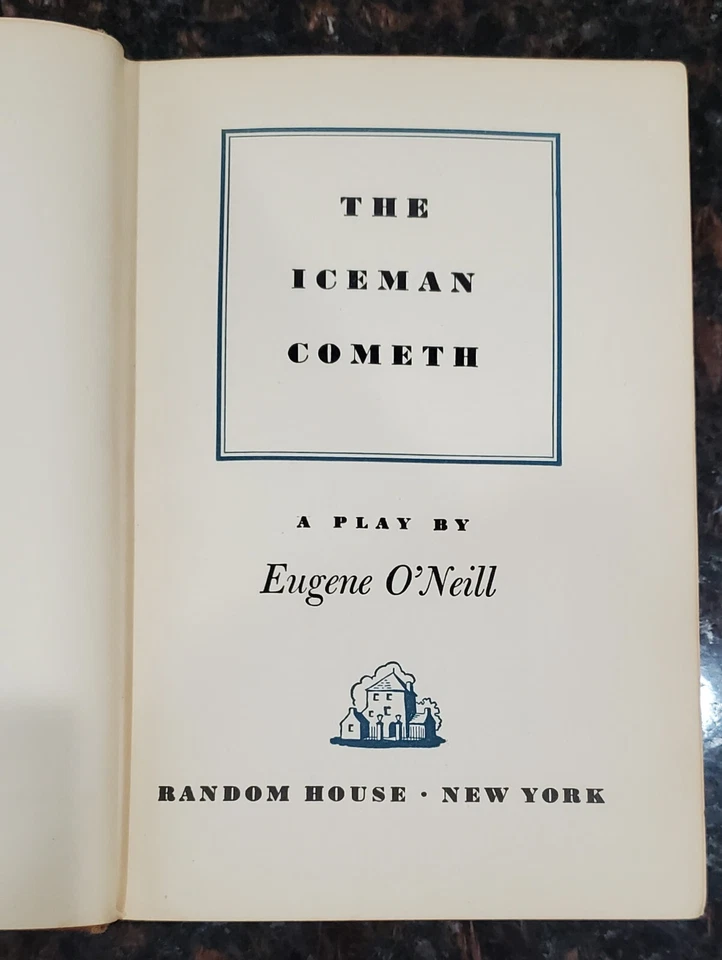 THE
ICEMAN
COMETH
A PLAY BY
Eugene O'Neill
RANDOM HOUSE · NEW YORK